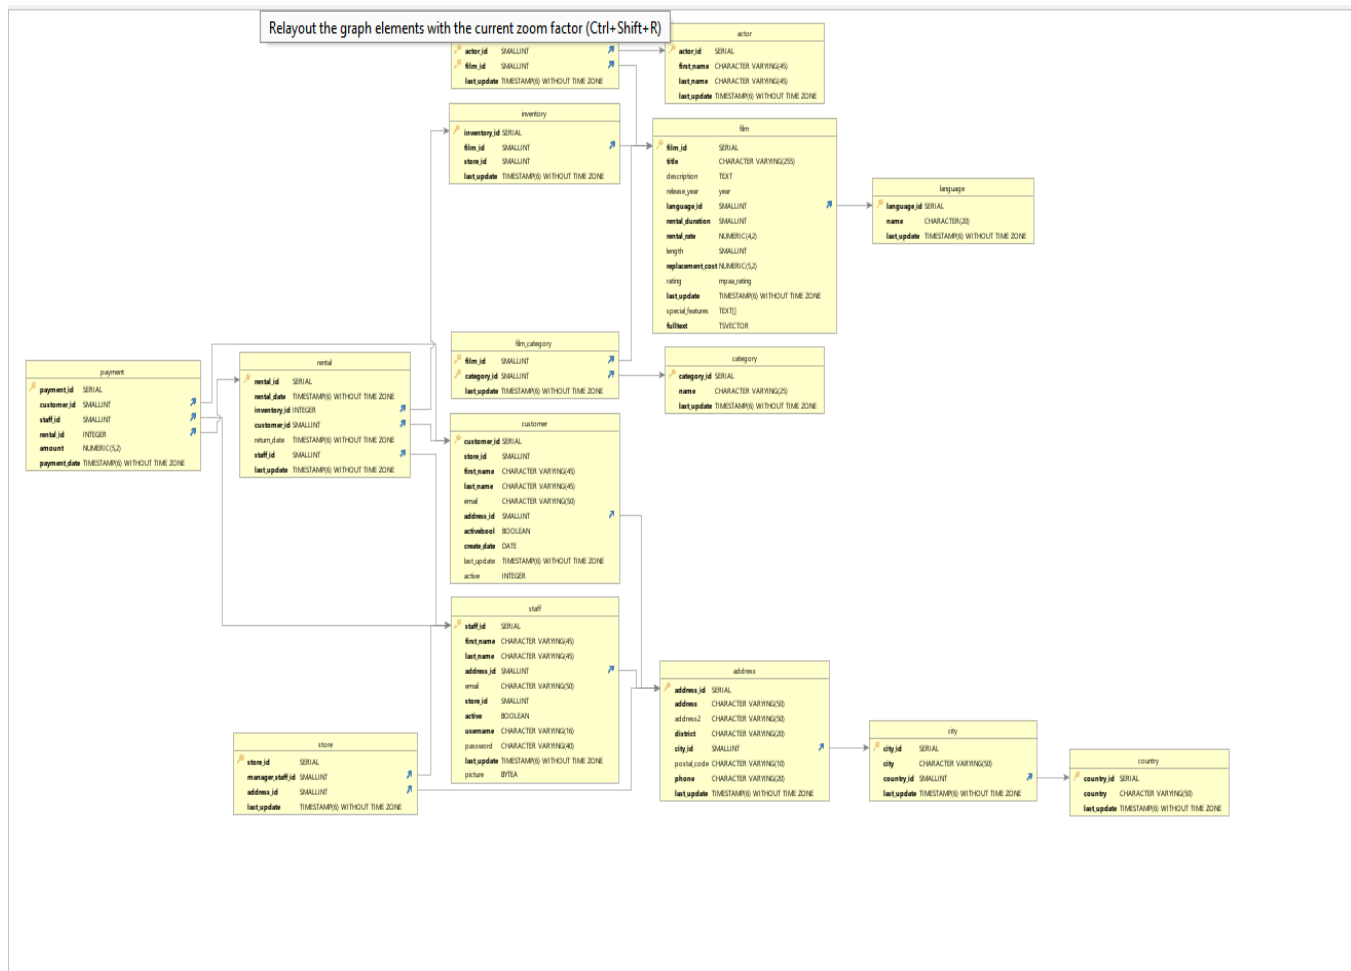 Relayout the graph elements with the current zoom factor (Ctrl+Shift+R)
actor_id SMALLINT
film_id SMALLINT
last_update TIMESTAMP(6) WITHOUT TIME ZONE
actor
actor_id SERIAL
first_name CHARACTER VARYING(45)
last_name CHARACTER VARYING(45)
last_update TIMESTAMP(6) WITHOUT TIME ZONE
inventory
inventory_id SERIAL
film_id SMALLINT
store_id SMALLINT
last_update TIMESTAMP(6) WITHOUT TIME ZONE
film
film_id SERIAL
title CHARACTER VARYING(255)
description TEXT
release_year year
language_id SMALLINT
rental_duration SMALLINT
rental_rate NUMERIC(4,2)
length SMALLINT
replacement_cost NUMERIC(5,2)
rating mpaa_rating
last_update TIMESTAMP(6) WITHOUT TIME ZONE
special_features TEXT[]
fulltext TSVECTOR
language
language_id SERIAL
name CHARACTER(20)
last_update TIMESTAMP(6) WITHOUT TIME ZONE
film_category
film_id SMALLINT
category_id SMALLINT
last_update TIMESTAMP(6) WITHOUT TIME ZONE
category
category_id SERIAL
name CHARACTER VARYING(25)
last_update TIMESTAMP(6) WITHOUT TIME ZONE
payment
payment_id SERIAL
customer_id SMALLINT
staff_id SMALLINT
rental_id INTEGER
amount NUMERIC(5,2)
payment_date TIMESTAMP(6) WITHOUT TIME ZONE
rental
rental_id SERIAL
rental_date TIMESTAMP(6) WITHOUT TIME ZONE
inventory_id INTEGER
customer_id SMALLINT
return_date TIMESTAMP(6) WITHOUT TIME ZONE
staff_id SMALLINT
last_update TIMESTAMP(6) WITHOUT TIME ZONE
customer
customer_id SERIAL
store_id SMALLINT
first_name CHARACTER VARYING(45)
last_name CHARACTER VARYING(45)
email CHARACTER VARYING(50)
address_id SMALLINT
activebool BOOLEAN
create_date DATE
last_update TIMESTAMP(6) WITHOUT TIME ZONE
active INTEGER
staff
staff_id SERIAL
first_name CHARACTER VARYING(45)
last_name CHARACTER VARYING(45)
address_id SMALLINT
email CHARACTER VARYING(50)
store_id SMALLINT
active BOOLEAN
username CHARACTER VARYING(16)
password CHARACTER VARYING(40)
last_update TIMESTAMP(6) WITHOUT TIME ZONE
picture BYTEA
store
store_id SERIAL
manager_staff_id SMALLINT
address_id SMALLINT
last_update TIMESTAMP(6) WITHOUT TIME ZONE
address
address_id SERIAL
address CHARACTER VARYING(50)
address2 CHARACTER VARYING(50)
district CHARACTER VARYING(20)
city_id SMALLINT
postal_code CHARACTER VARYING(10)
phone CHARACTER VARYING(20)
last_update TIMESTAMP(6) WITHOUT TIME ZONE
city
city_id SERIAL
city CHARACTER VARYING(50)
country_id SMALLINT
last_update TIMESTAMP(6) WITHOUT TIME ZONE
country
country_id SERIAL
country CHARACTER VARYING(50)
last_update TIMESTAMP(6) WITHOUT TIME ZONE